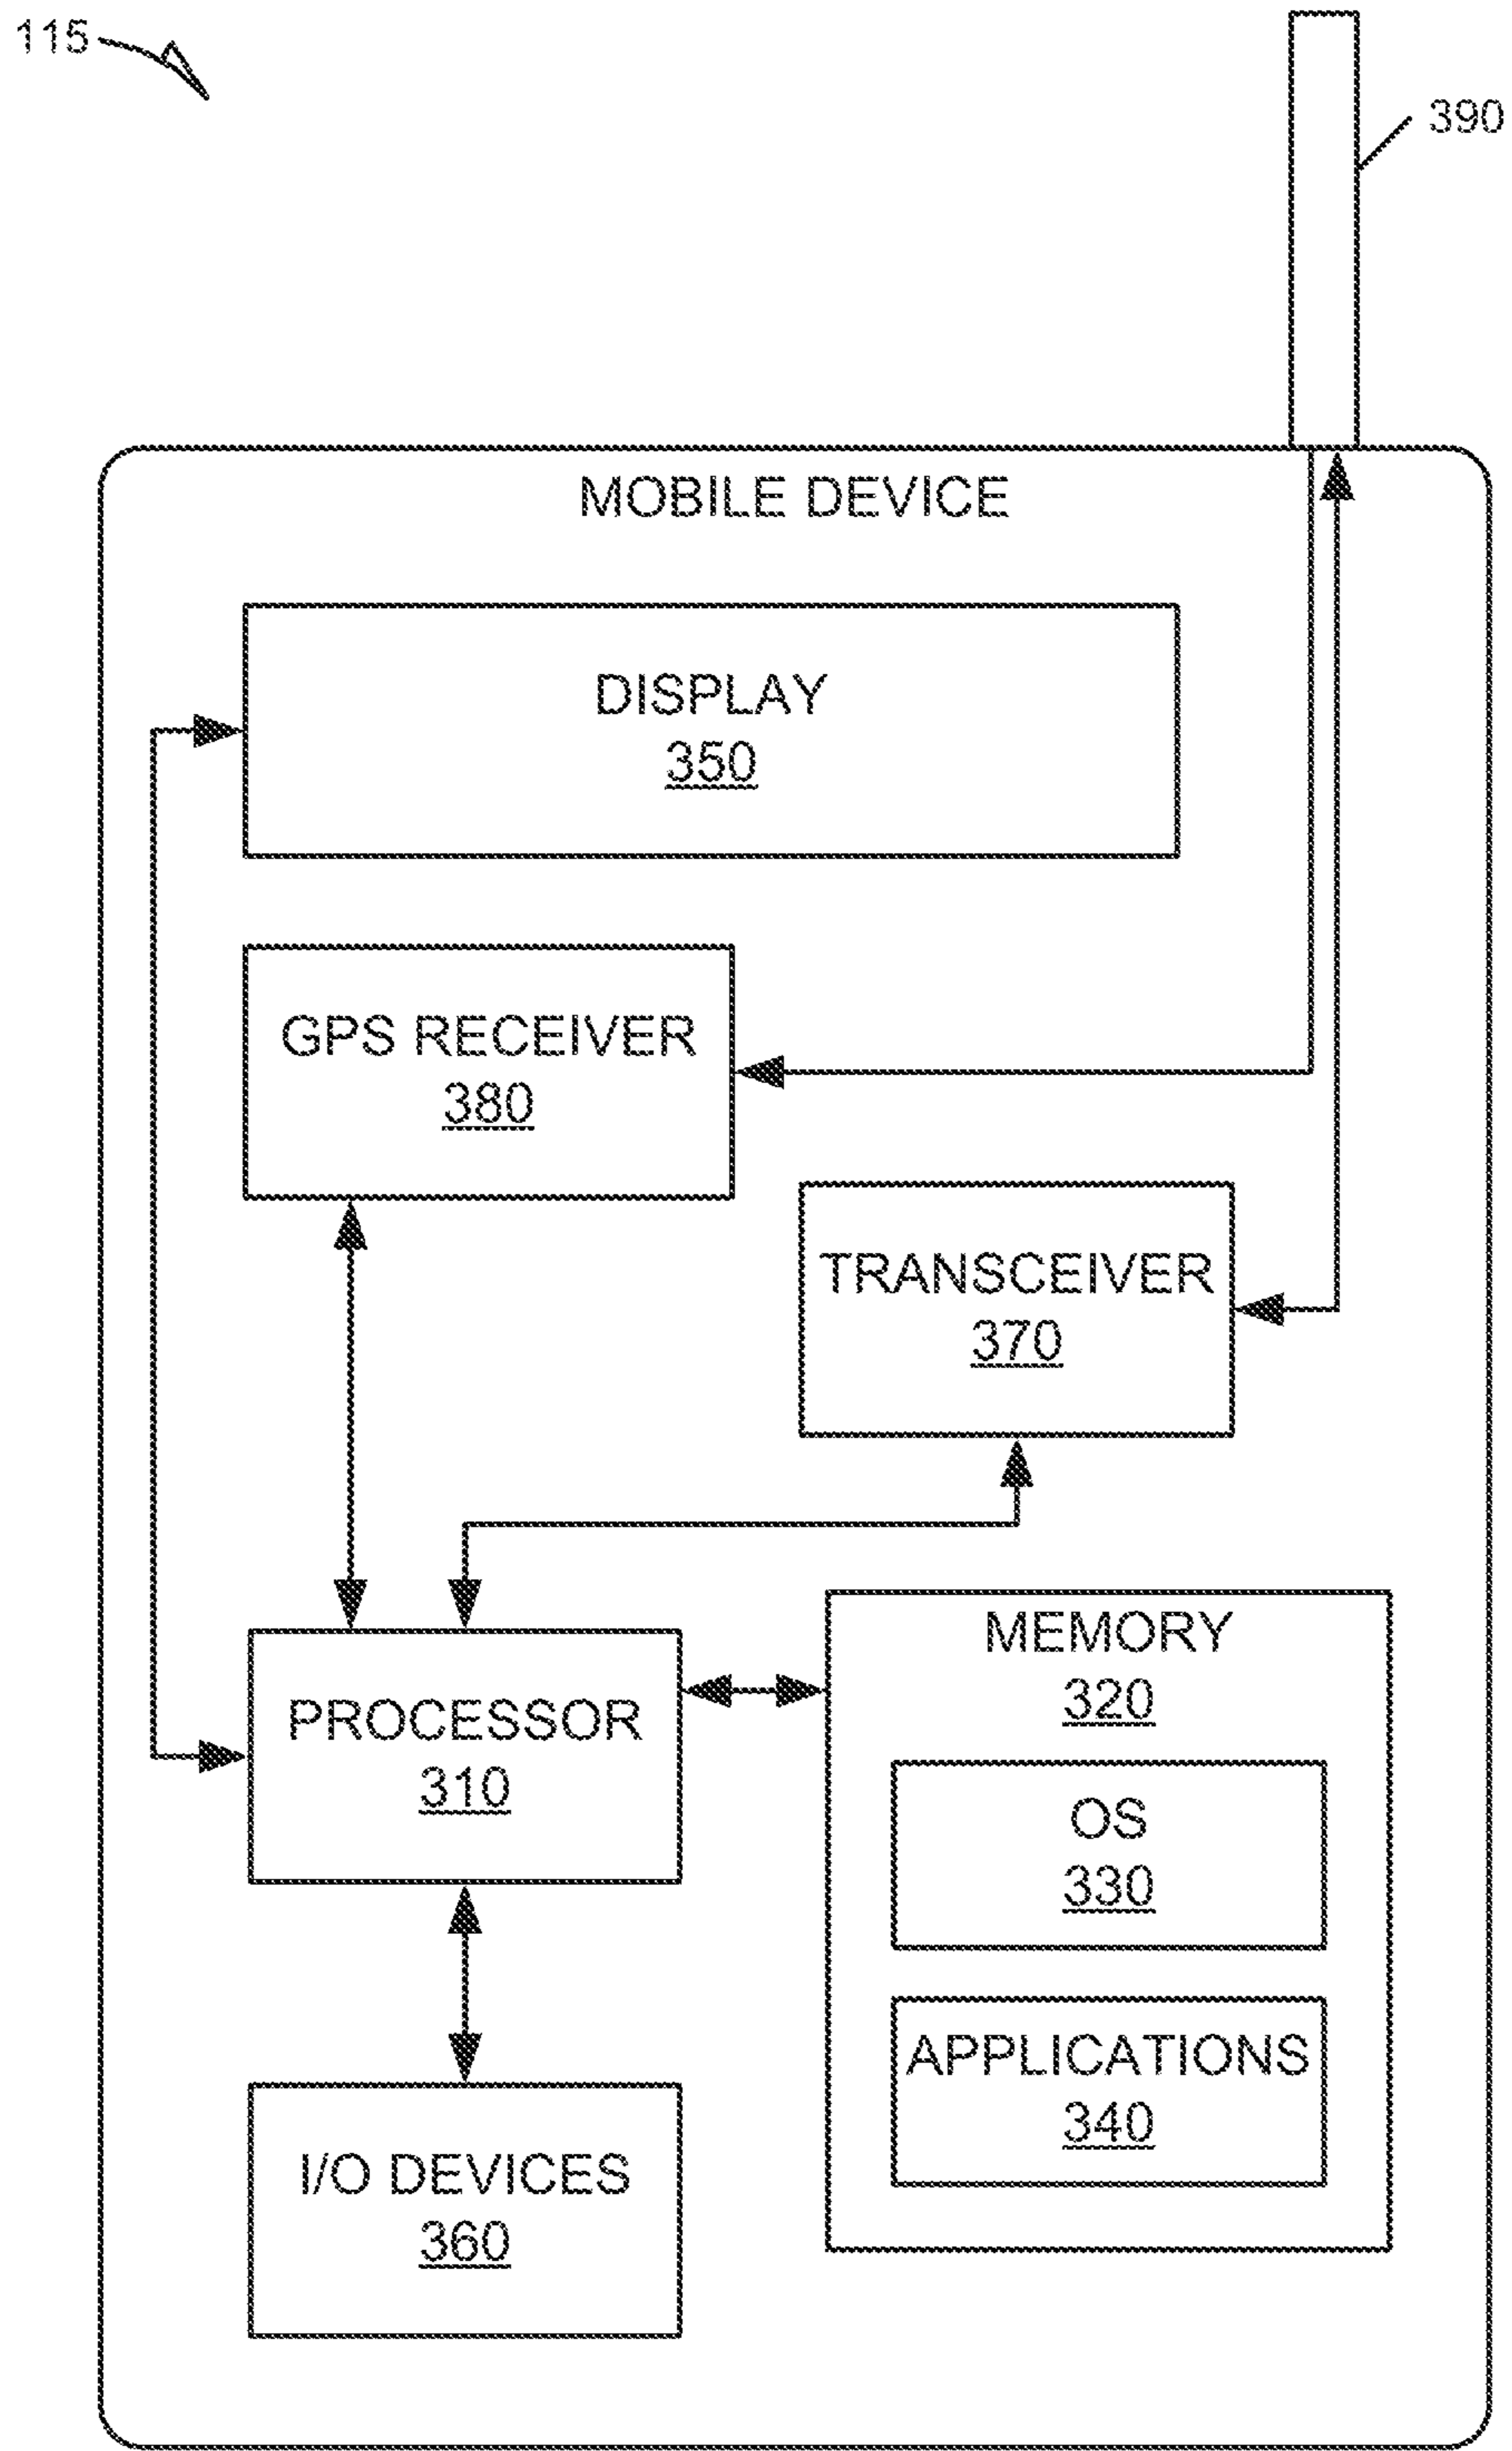 115
390
MOBILE DEVICE
DISPLAY
350
GPS RECEIVER
380
TRANSCEIVER
370
PROCESSOR
310
MEMORY
320
OS
330
APPLICATIONS
340
I/O DEVICES
360